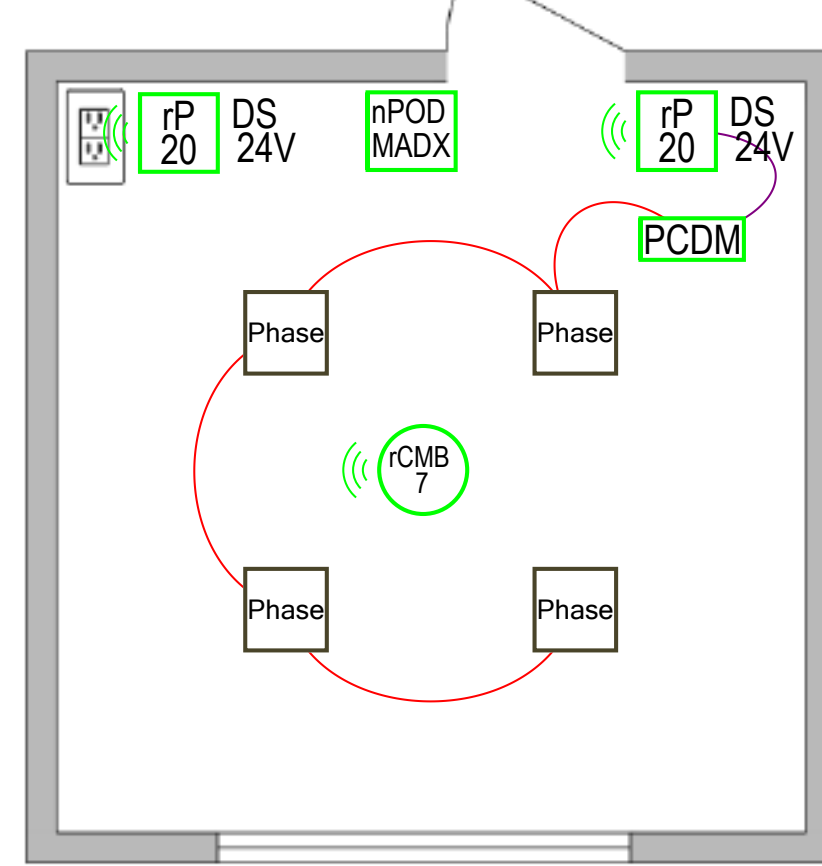 rP
20
DS
24V
nPOD
MADX
rP
20
DS
24V
PCDM
Phase
Phase
rCMB
7
Phase
Phase